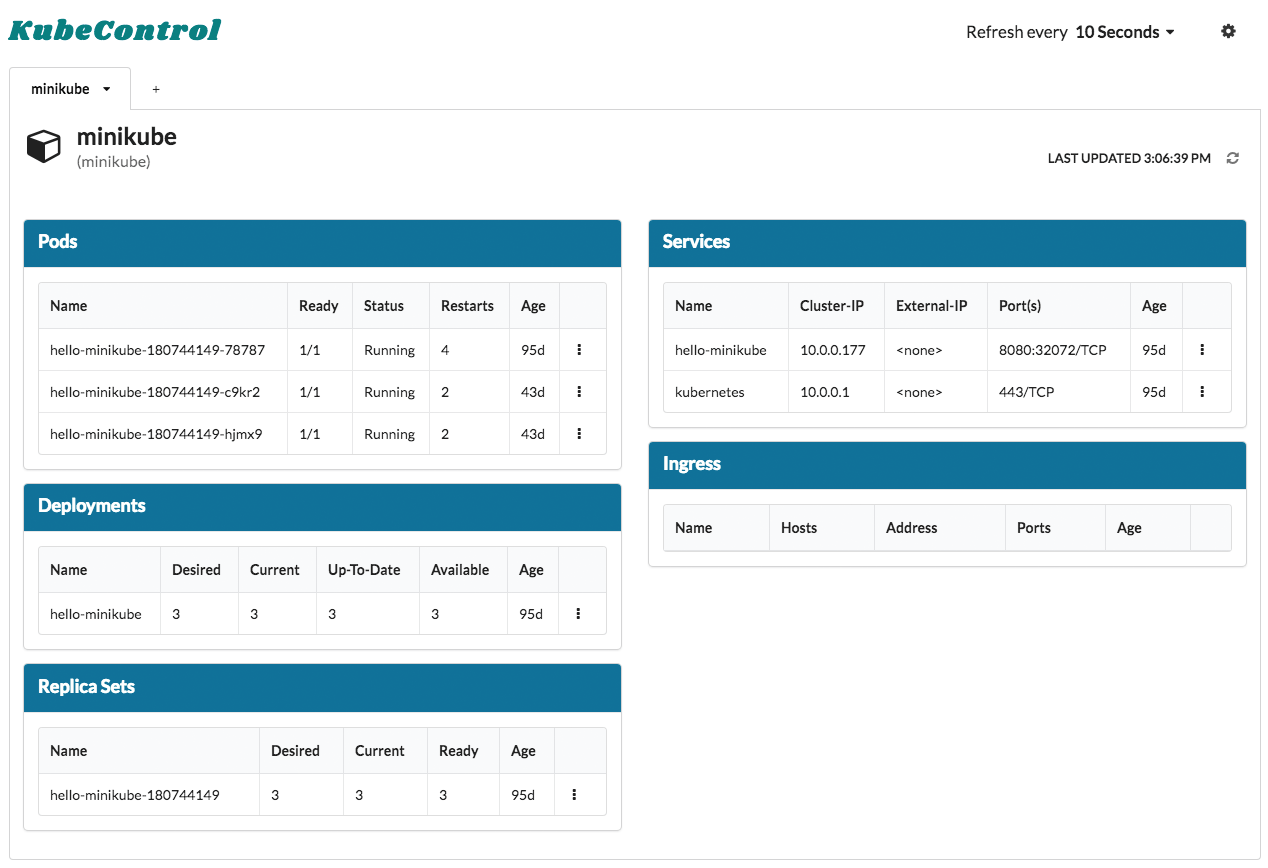 KubeControl
Refresh every 10 Seconds
minikube
+
minikube
(minikube)
LAST UPDATED 3:06:39 PM
Pods
Name Ready Status Restarts Age
hello-minikube-180744149-78787 1/1 Running 4 95d
hello-minikube-180744149-c9kr2 1/1 Running 2 43d
hello-minikube-180744149-hjmx9 1/1 Running 2 43d
Deployments
Name Desired Current Up-To-Date Available Age
hello-minikube 3 3 3 3 95d
Replica Sets
Name Desired Current Ready Age
hello-minikube-180744149 3 3 3 95d
Services
Name Cluster-IP External-IP Port(s) Age
hello-minikube 10.0.0.177 <none> 8080:32072/TCP 95d
kubernetes 10.0.0.1 <none> 443/TCP 95d
Ingress
Name Hosts Address Ports Age